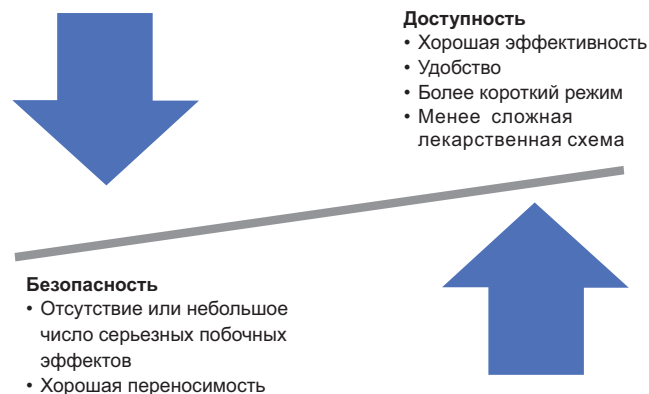 Доступность
• Хорошая эффективность
• Удобство
• Более короткий режим
• Менее сложная
лекарственная схема
Безопасность
• Отсутствие или небольшое
число серьезных побочных
эффектов
• Хорошая переносимость